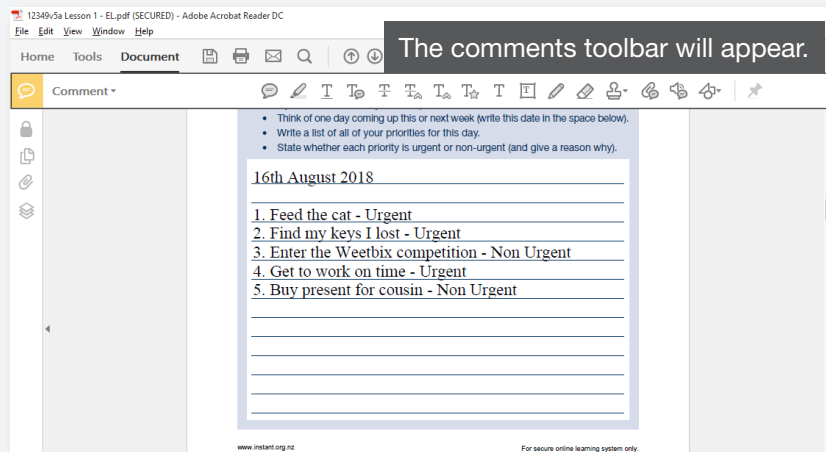 12349v5a Lesson 1 - EL.pdf (SECURED) - Adobe Acrobat Reader DC
File Edit View Window Help
The comments toolbar will appear.
Home Tools Document
Comment
• Think of one day coming up this or next week (write this date in the space below).
• Write a list of all of your priorities for this day.
• State whether each priority is urgent or non-urgent (and give a reason why).
16th August 2018
1. Feed the cat - Urgent
2. Find my keys I lost - Urgent
3. Enter the Weetbix competition - Non Urgent
4. Get to work on time - Urgent
5. Buy present for cousin - Non Urgent
www.instant.org.nz For secure online learning system only.